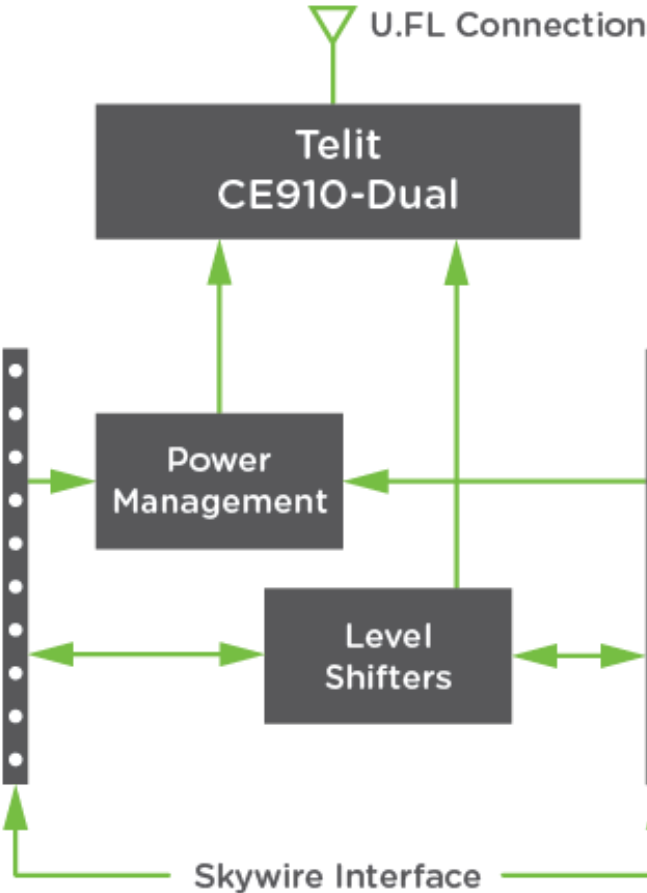 U.FL Connection
Telit
CE910-Dual
Power
Management
Level
Shifters
Skywire Interface